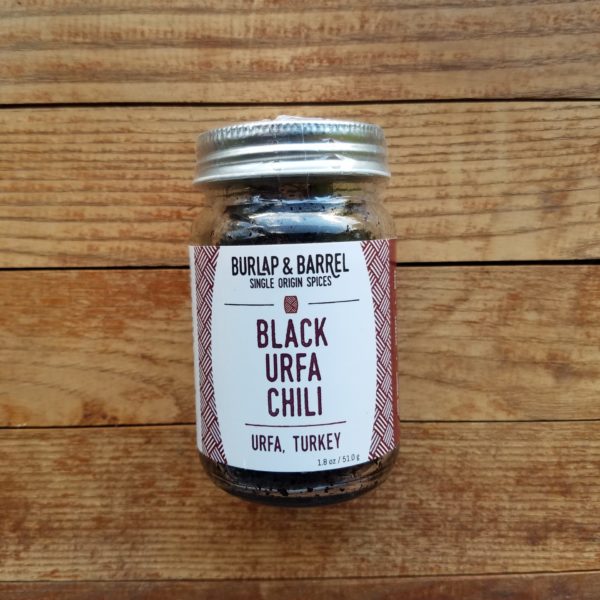 BURLAP & BARREL
SINGLE ORIGIN SPICES
BLACK
URFA
CHILI
URFA, TURKEY
1.8 oz / 51.0 g